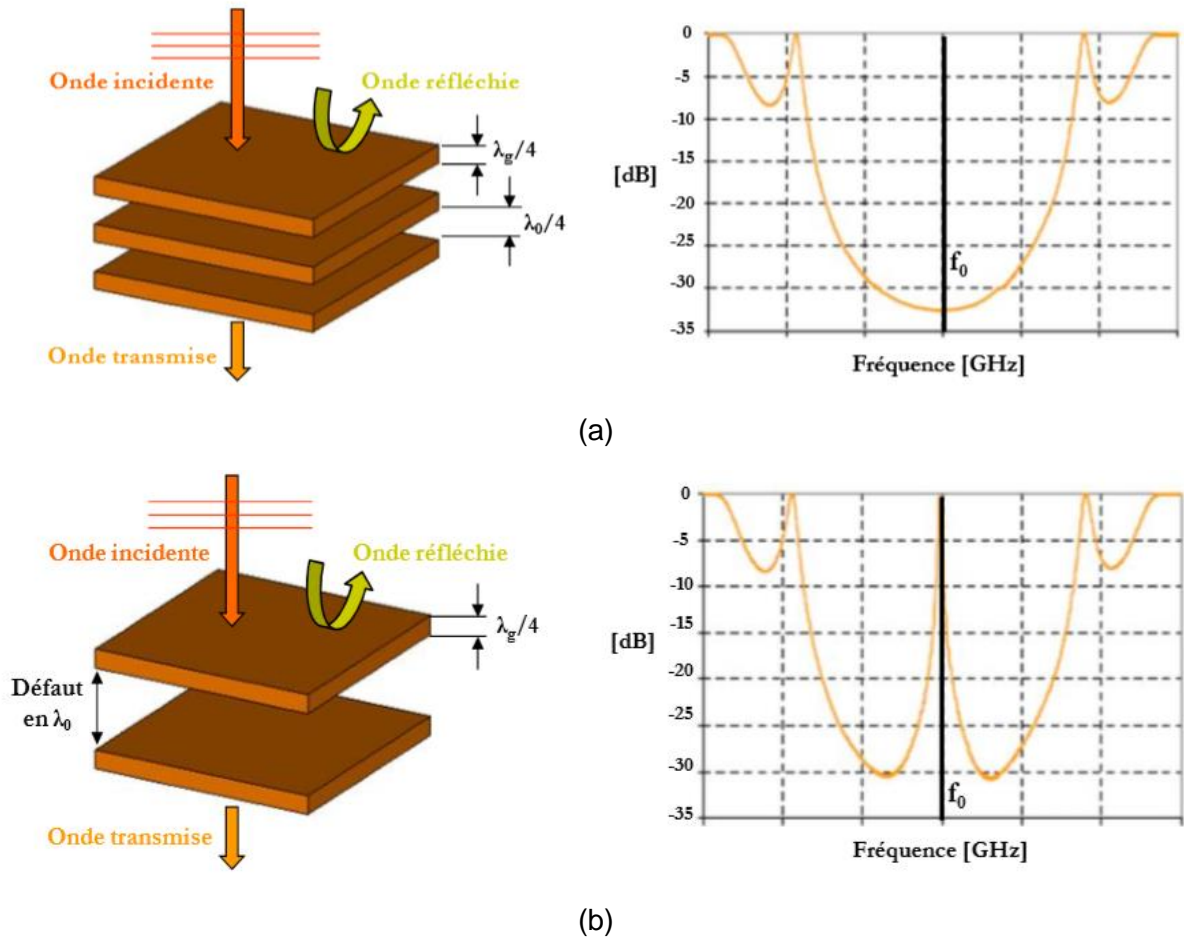 Onde incidente
Onde réfléchie
λg/4
λ0/4
Onde transmise
0
-5
-10
-15
-20
-25
-30
-35
[dB]
f0
Fréquence [GHz]
(a)
Onde incidente
Onde réfléchie
λg/4
Défaut
en λ0
Onde transmise
0
-5
-10
-15
-20
-25
-30
-35
[dB]
f0
Fréquence [GHz]
(b)